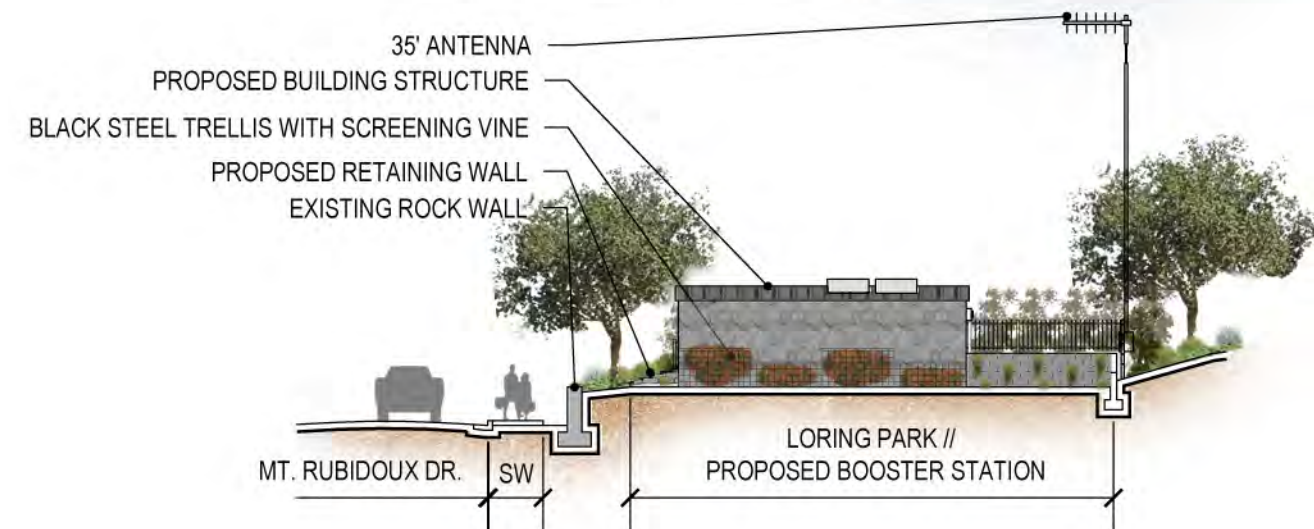 35' ANTENNA
PROPOSED BUILDING STRUCTURE
BLACK STEEL TRELLIS WITH SCREENING VINE
PROPOSED RETAINING WALL
EXISTING ROCK WALL
MT. RUBIDOUX DR.
SW
LORING PARK //
PROPOSED BOOSTER STATION